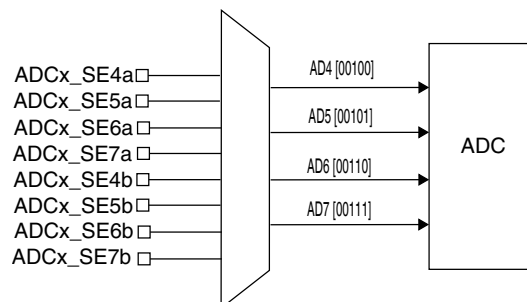 ADCx_SE4a
ADCx_SE5a
ADCx_SE6a
ADCx_SE7a
ADCx_SE4b
ADCx_SE5b
ADCx_SE6b
ADCx_SE7b
AD4 [00100]
AD5 [00101]
AD6 [00110]
AD7 [00111]
ADC